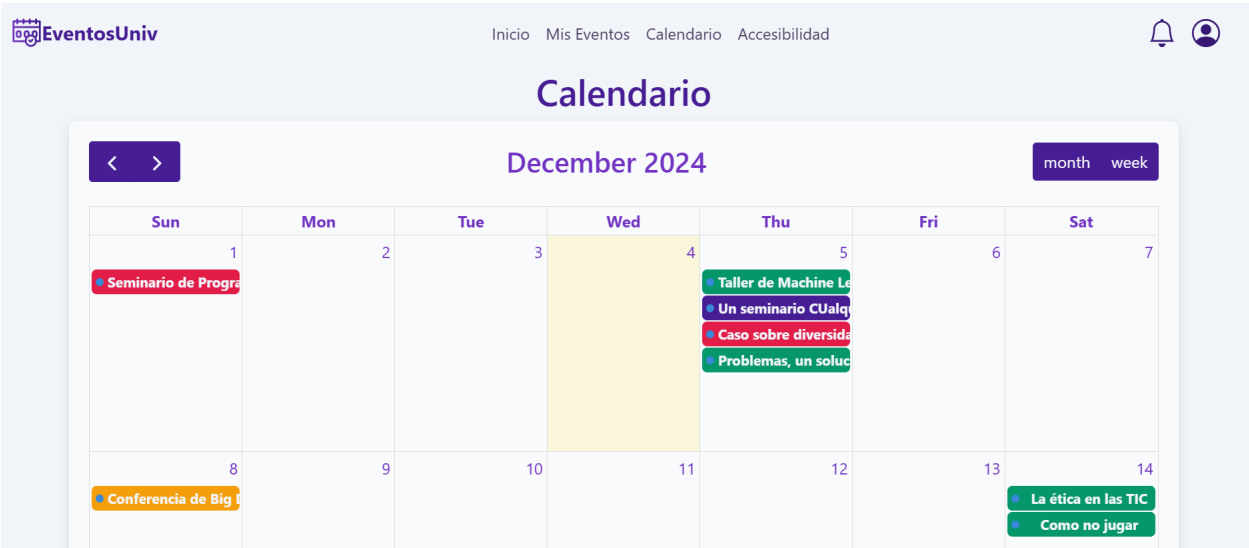 EventosUniv Inicio Mis Eventos Calendario Accesibilidad
Calendario
December 2024 month week
Sun Mon Tue Wed Thu Fri Sat
1 2 3 4 5 6 7
Seminario de Progra Taller de Machine Le
Un seminario CUalqu
Caso sobre diversida
Problemas, un soluc
8 9 10 11 12 13 14
Conferencia de Big D La ética en las TIC
Como no jugar